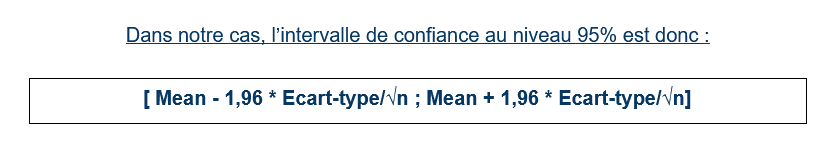 Dans notre cas, l'intervalle de confiance au niveau 95% est donc :
[ Mean - 1,96 * Ecart-type/√n ; Mean + 1,96 * Ecart-type/√n]